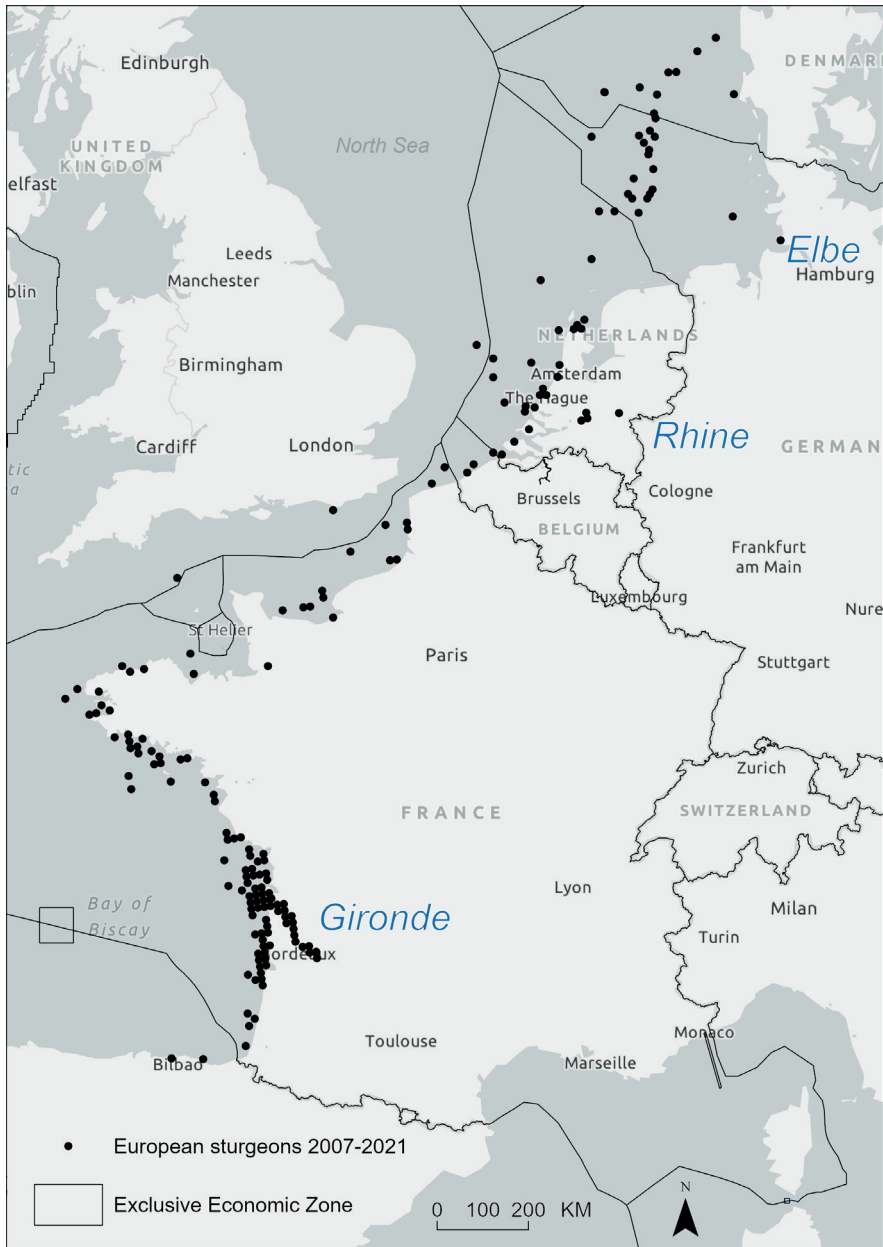 Edinburgh
DENMAR
UNITED
KINGDOM
North Sea
elfast
Elbe
Hamburg
Leeds
Manchester
blin
NETHERLANDS
Birmingham
Amsterdam
The Hague
Rhine
Cardiff
London
GERMAN
tic
a
Brussels
Cologne
BELGIUM
Frankfurt
am Main
Luxembourg
Nure
St Helier
Paris
Stuttgart
Zurich
FRANCE
SWITZERLAND
Lyon
Bay of
Biscay
Gironde
Milan
Turin
ordeaux
Monaco
Toulouse
Bilbao
Marseille
European sturgeons 2007-2021
Exclusive Economic Zone
0 100 200 KM
N